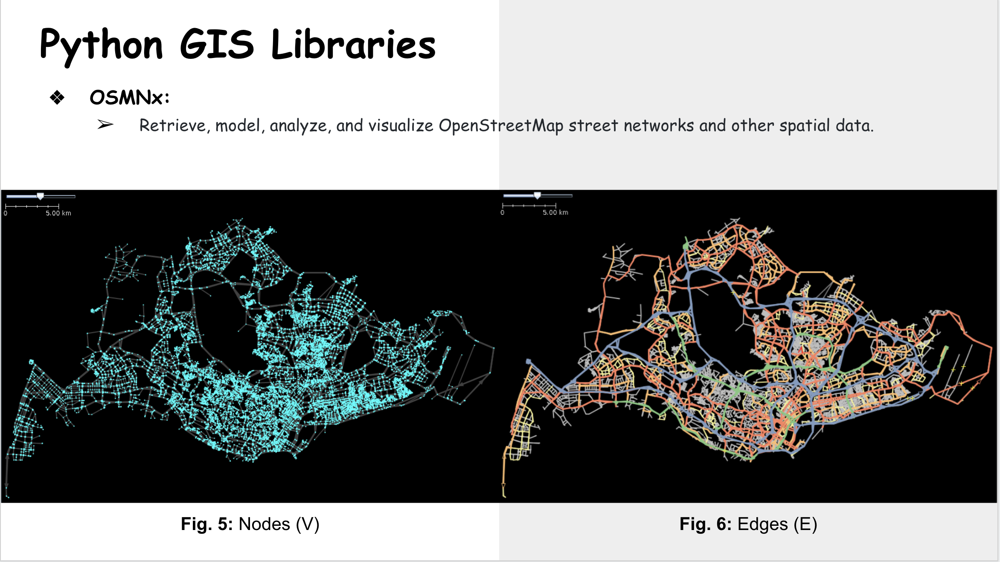 Python GIS Libraries
❖ OSMNx:
➢ Retrieve, model, analyze, and visualize OpenStreetMap street networks and other spatial data.
0 5.00 km
0 5.00 km
Fig. 5: Nodes (V)
Fig. 6: Edges (E)